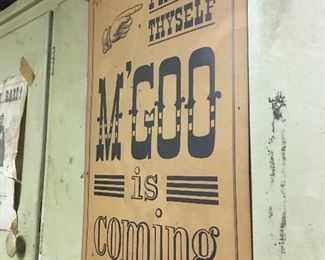 THYSELF
M'GOO
is
coming